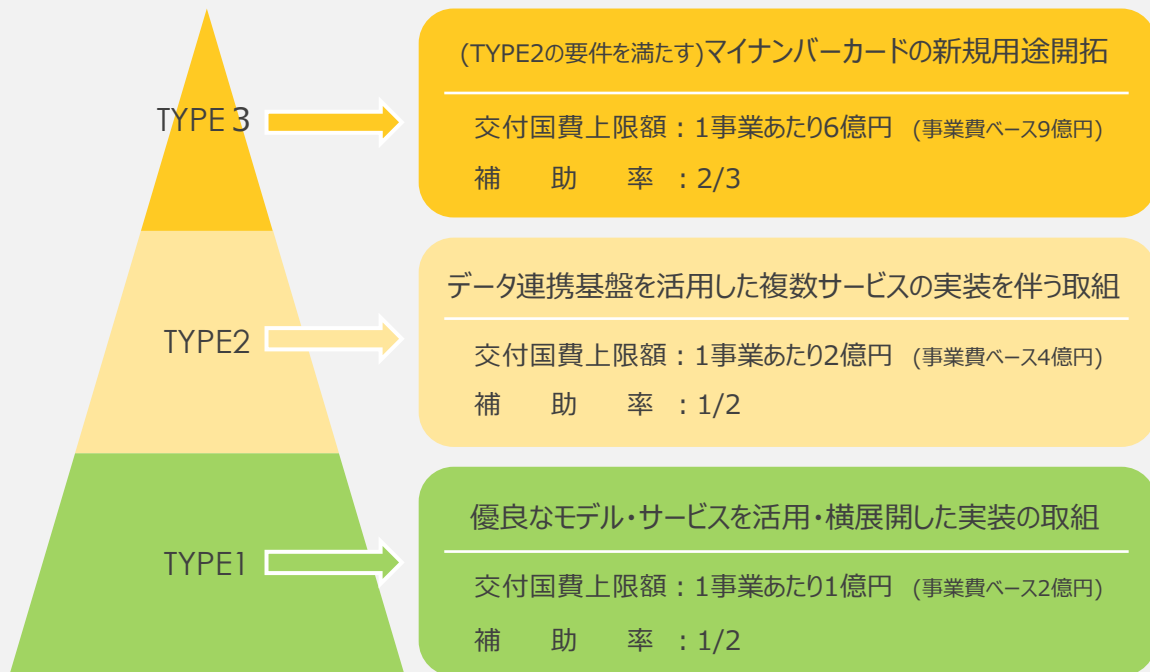 TYPE 3
(TYPE2の要件を満たす)マイナンバーカードの新規用途開拓
交付国費上限額：1事業あたり6億円 (事業費ベース9億円)
補助率：2/3
TYPE2
データ連携基盤を活用した複数サービスの実装を伴う取組
交付国費上限額：1事業あたり2億円 (事業費ベース4億円)
補助率：1/2
TYPE1
優良なモデル・サービスを活用・横展開した実装の取組
交付国費上限額：1事業あたり1億円 (事業費ベース2億円)
補助率：1/2